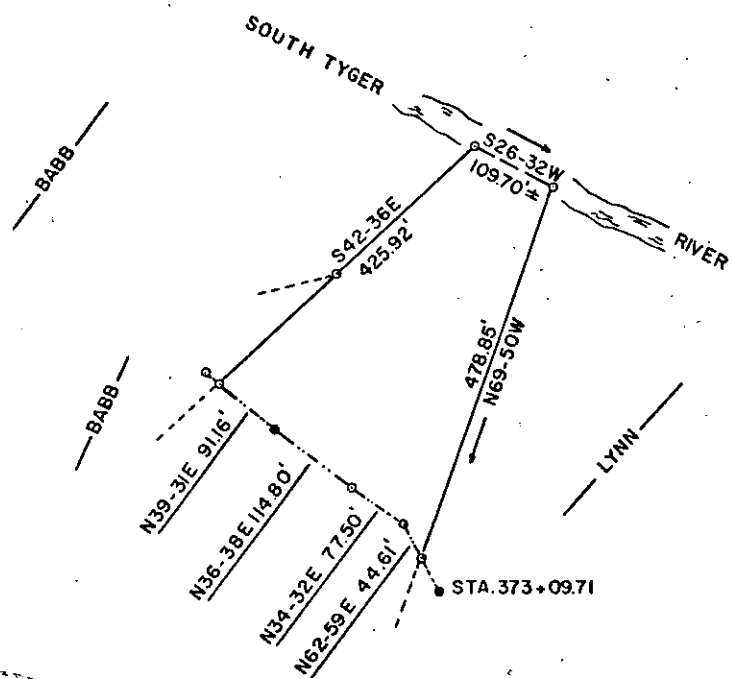 SOUTH TYGER
RIVER
BABB
S26-32W
109.70'±
S42-36E
425.92'
478.85'
N69-50W
BABB
LYNN
N39-31E 91.16'
N36-38E 114.80'
N34-32E 77.50'
N62-59E 44.61'
STA. 373+09.71